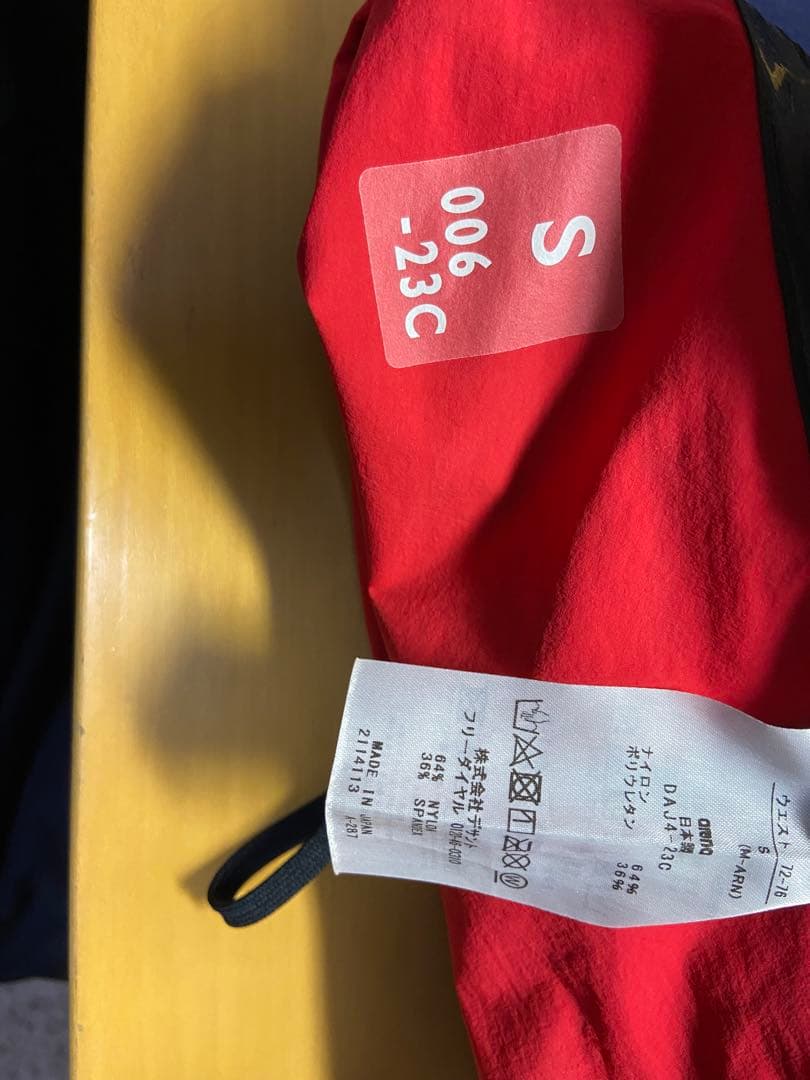 S
006
-23C
ウエスト 72-76
S
(M-ARN)
arena
日本製
DAJ4-23C
ナイロン 64%
ポリウレタン 36%
株式会社デサント
フリーダイヤル
64% NYLON
36%
MADE IN JAPAN
2114113